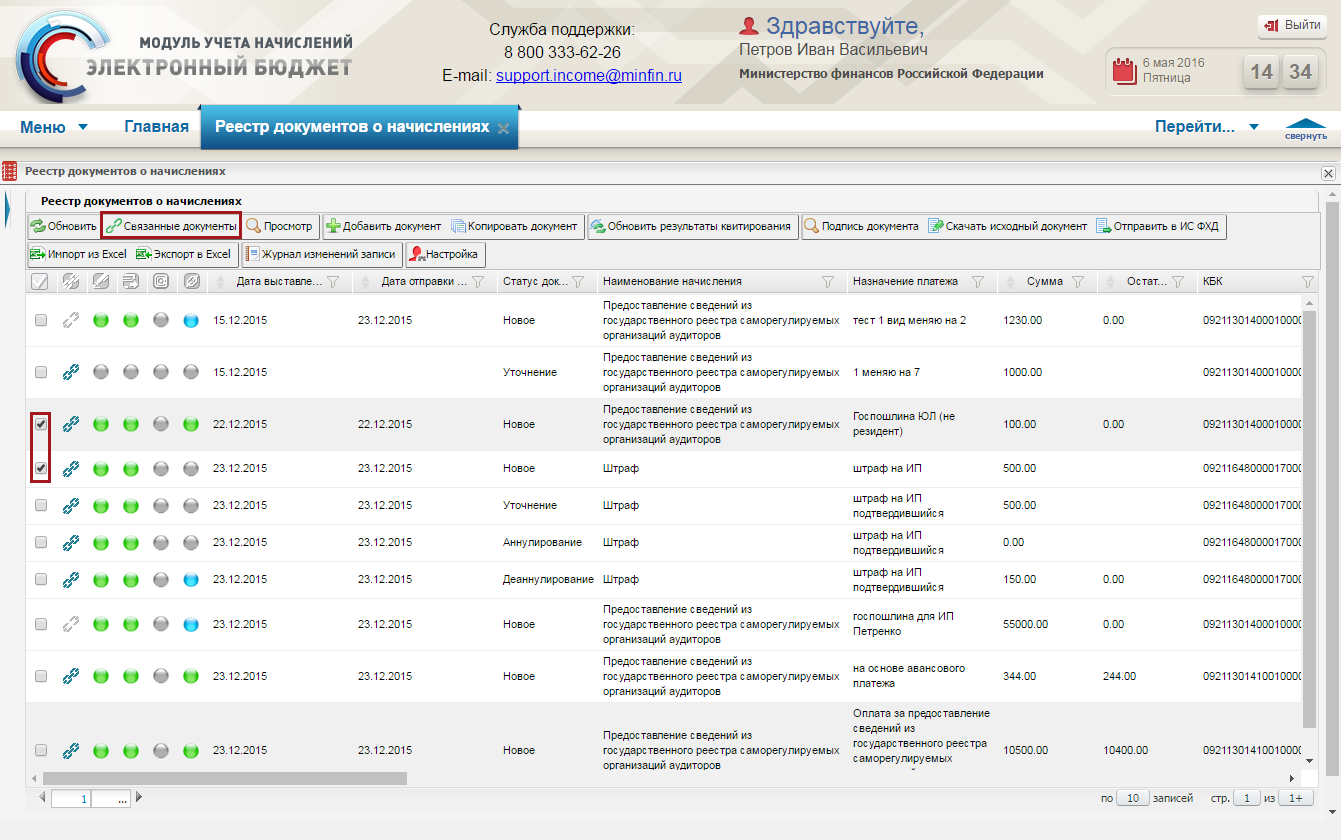 МОДУЛЬ УЧЕТА НАЧИСЛЕНИЙ
ЭЛЕКТРОННЫЙ БЮДЖЕТ
Служба поддержки:
8 800 333-62-26
E-mail: support.income@minfin.ru
Здравствуйте,
Петров Иван Васильевич
Министерство финансов Российской Федерации
Выйти
6 мая 2016
Пятница
14 34
Меню Главная Реестр документов о начислениях Перейти... свернуть
Реестр документов о начислениях
Реестр документов о начислениях
Обновить Связанные документы Просмотр Добавить документ Копировать документ Обновить результаты квитирования Подпись документа Скачать исходный документ Отправить в ИС ФХД
Импорт из Excel Экспорт в Excel Журнал изменений записи Настройка
Дата выставле... Дата отправки ... Статус док... Наименование начисления Назначение платежа Сумма Остат... КБК
Предоставление сведений из
государственного реестра саморегулируемых
организаций аудиторов
15.12.2015 23.12.2015 Новое тест 1 вид меняю на 2 1230.00 0.00 09211301400010000
Предоставление сведений из
государственного реестра саморегулируемых
организаций аудиторов
15.12.2015 Уточнение 1 меняю на 7 1000.00 09211301400010000
Предоставление сведений из
государственного реестра саморегулируемых
организаций аудиторов
22.12.2015 22.12.2015 Новое Госпошлина ЮЛ (не
резидент) 100.00 0.00 09211301400010000
23.12.2015 23.12.2015 Новое Штраф штраф на ИП 500.00 09211648000017000
23.12.2015 23.12.2015 Уточнение Штраф штраф на ИП
подтвердившийся 500.00 09211648000017000
23.12.2015 23.12.2015 Аннулирование Штраф штраф на ИП
подтвердившийся 0.00 09211648000017000
23.12.2015 23.12.2015 Деаннулирование Штраф штраф на ИП
подтвердившийся 150.00 0.00 09211648000017000
Предоставление сведений из
государственного реестра саморегулируемых
организаций аудиторов
23.12.2015 23.12.2015 Новое госпошлина для ИП
Петренко 55000.00 0.00 09211301400010000
Предоставление сведений из
государственного реестра саморегулируемых
организаций аудиторов
23.12.2015 23.12.2015 Новое на основе авансового
платежа 344.00 244.00 09211301410010000
Предоставление сведений из
государственного реестра саморегулируемых
организаций аудиторов
23.12.2015 23.12.2015 Новое Оплата за предоставление
сведений из
государственного реестра
саморегулируемых
10500.00 10400.00 09211301410010000
1 ... по 10 записей стр. 1 из 1+